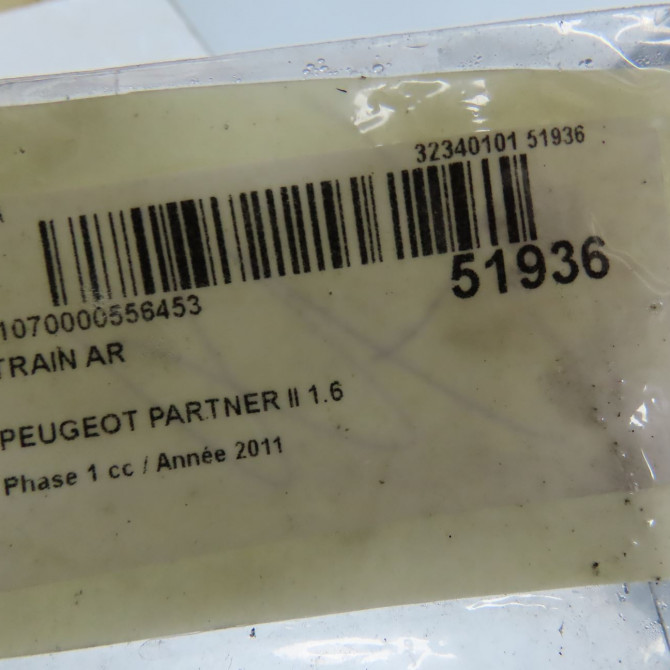 32340101 51936
51936
1070000556453
TRAIN AR
PEUGEOT PARTNER II 1.6
Phase 1 cc / Année 2011